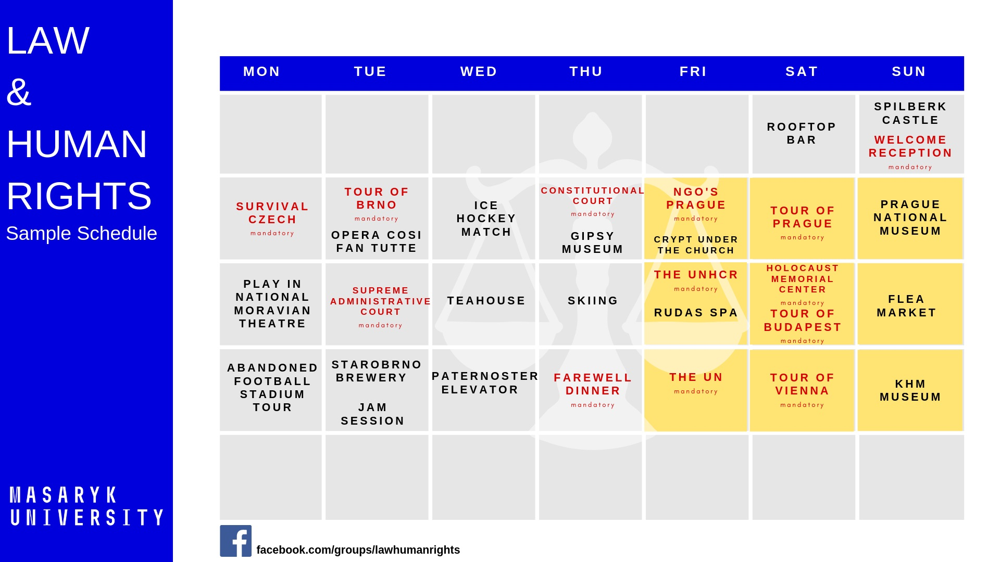 LAW
&
HUMAN
RIGHTS
Sample Schedule
MASARYK
UNIVERSITY
MON TUE WED THU FRI SAT SUN
ROOFTOP
BAR
SPILBERK
CASTLE
WELCOME
RECEPTION
mandatory
SURVIVAL
CZECH
mandatory
TOUR OF
BRNO
mandatory
OPERA COSI
FAN TUTTE
ICE
HOCKEY
MATCH
CONSTITUTIONAL
COURT
mandatory
GIPSY
MUSEUM
NGO'S
PRAGUE
mandatory
CRYPT UNDER
THE CHURCH
TOUR OF
PRAGUE
mandatory
PRAGUE
NATIONAL
MUSEUM
PLAY IN
NATIONAL
MORAVIAN
THEATRE
SUPREME
ADMINISTRATIVE
COURT
mandatory
TEAHOUSE
SKIING
THE UNHCR
mandatory
RUDAS SPA
HOLOCAUST
MEMORIAL
CENTER
mandatory
TOUR OF
BUDAPEST
mandatory
FLEA
MARKET
ABANDONED
FOOTBALL
STADIUM
TOUR
STAROBRNO
BREWERY
JAM
SESSION
PATERNOSTER
ELEVATOR
FAREWELL
DINNER
mandatory
THE UN
mandatory
TOUR OF
VIENNA
mandatory
KHM
MUSEUM
facebook.com/groups/lawhumanrights